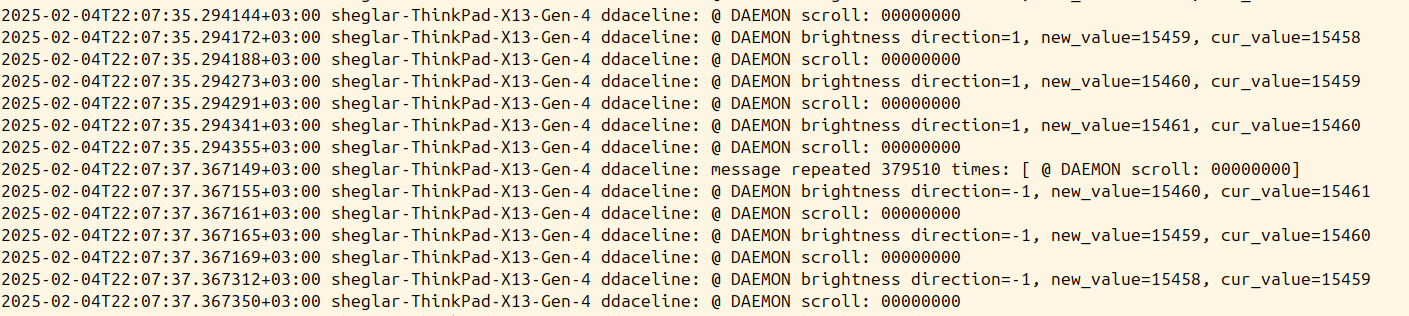 2025-02-04T22:07:35.294144+03:00 sheglar-ThinkPad-X13-Gen-4 ddaceline: @ DAEMON scroll: 00000000
2025-02-04T22:07:35.294172+03:00 sheglar-ThinkPad-X13-Gen-4 ddaceline: @ DAEMON brightness direction=1, new_value=15459, cur_value=15458
2025-02-04T22:07:35.294188+03:00 sheglar-ThinkPad-X13-Gen-4 ddaceline: @ DAEMON scroll: 00000000
2025-02-04T22:07:35.294273+03:00 sheglar-ThinkPad-X13-Gen-4 ddaceline: @ DAEMON brightness direction=1, new_value=15460, cur_value=15459
2025-02-04T22:07:35.294291+03:00 sheglar-ThinkPad-X13-Gen-4 ddaceline: @ DAEMON scroll: 00000000
2025-02-04T22:07:35.294341+03:00 sheglar-ThinkPad-X13-Gen-4 ddaceline: @ DAEMON brightness direction=1, new_value=15461, cur_value=15460
2025-02-04T22:07:35.294355+03:00 sheglar-ThinkPad-X13-Gen-4 ddaceline: @ DAEMON scroll: 00000000
2025-02-04T22:07:37.367149+03:00 sheglar-ThinkPad-X13-Gen-4 ddaceline: message repeated 379510 times: [ @ DAEMON scroll: 00000000]
2025-02-04T22:07:37.367155+03:00 sheglar-ThinkPad-X13-Gen-4 ddaceline: @ DAEMON brightness direction=-1, new_value=15460, cur_value=15461
2025-02-04T22:07:37.367161+03:00 sheglar-ThinkPad-X13-Gen-4 ddaceline: @ DAEMON scroll: 00000000
2025-02-04T22:07:37.367165+03:00 sheglar-ThinkPad-X13-Gen-4 ddaceline: @ DAEMON brightness direction=-1, new_value=15459, cur_value=15460
2025-02-04T22:07:37.367169+03:00 sheglar-ThinkPad-X13-Gen-4 ddaceline: @ DAEMON scroll: 00000000
2025-02-04T22:07:37.367312+03:00 sheglar-ThinkPad-X13-Gen-4 ddaceline: @ DAEMON brightness direction=-1, new_value=15458, cur_value=15459
2025-02-04T22:07:37.367350+03:00 sheglar-ThinkPad-X13-Gen-4 ddaceline: @ DAEMON scroll: 00000000